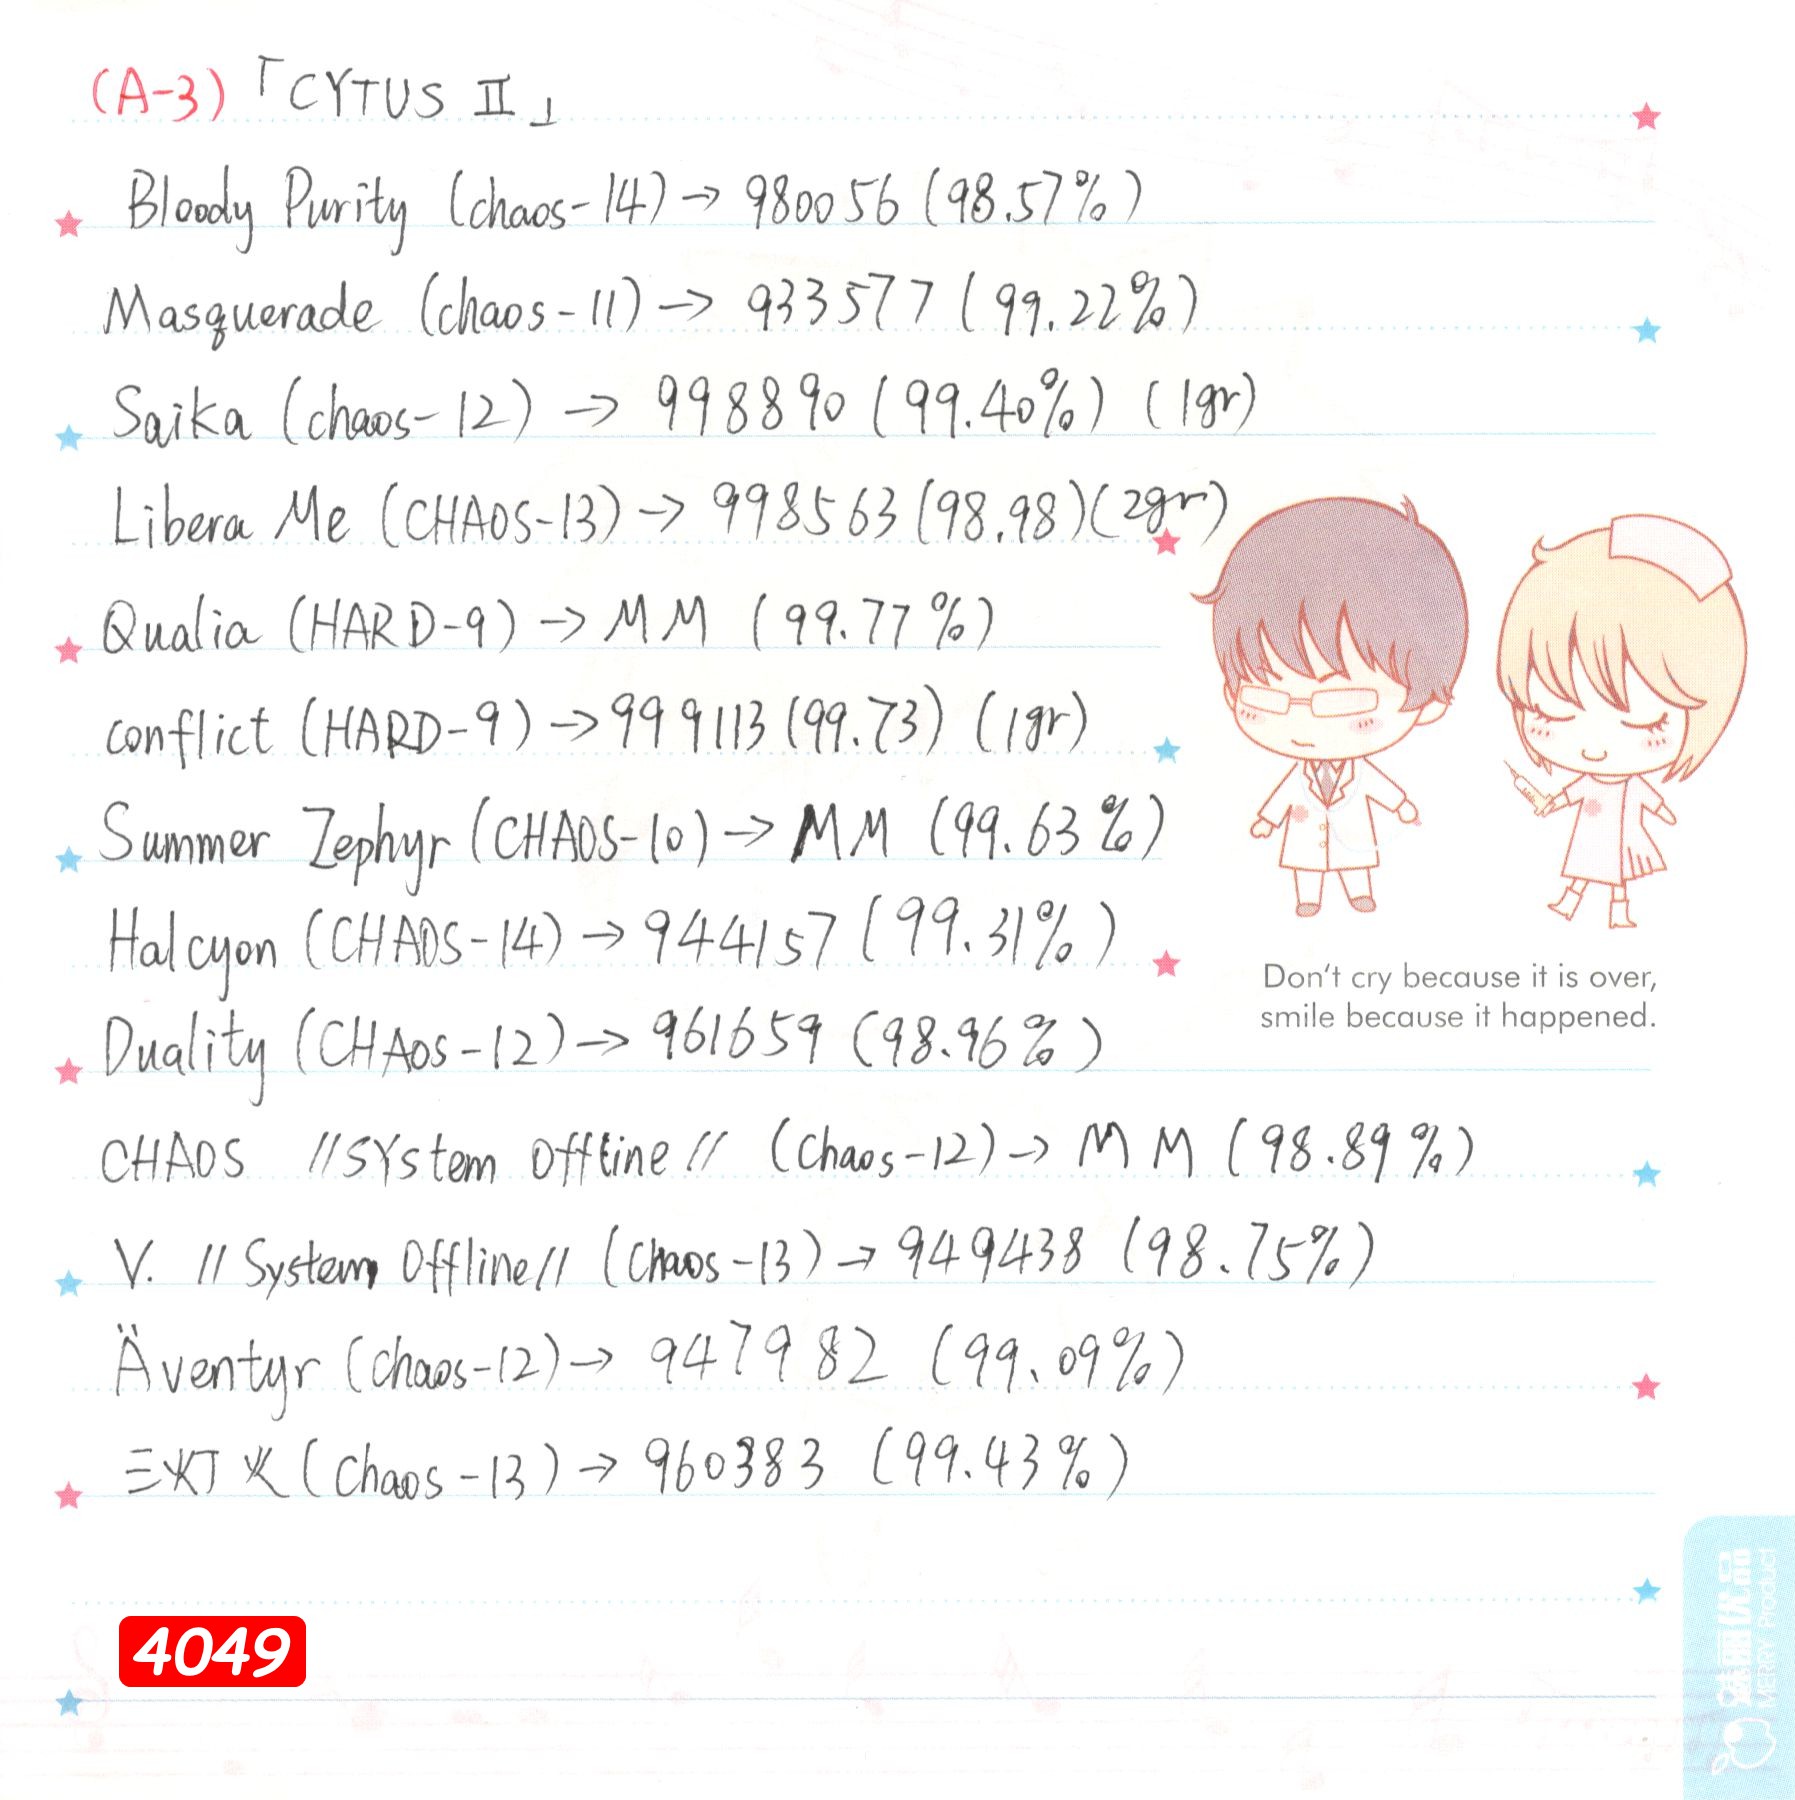 (A-3)「CYTUS II」
Bloody Purity (chaos-14) → 980056 (98.57%)
Masquerade (chaos-11) → 933577 (99.22%)
Saika (chaos-12) → 998890 (99.40%) (1gr)
Libera Me (CHAOS-13) → 998563 (98.98) (2gr)
Qualia (HARD-9) → MM (99.77%)
conflict (HARD-9) → 999113 (99.73) (1gr)
Summer Zephyr (CHAOS-10) → MM (99.63%)
Halcyon (CHAOS-14) → 944157 (99.31%)
Don't cry because it is over,
smile because it happened.
Duality (CHAOS-12) → 961659 (98.96%)
CHAOS //SYstem Offline// (Chaos-12) → MM (98.89%)
V. //System Offline// (Chaos-13) → 949438 (98.75%)
Äventyr (chaos-12) → 947982 (99.09%)
三灯火 (Chaos-13) → 960383 (99.43%)
4049
MERRY Product